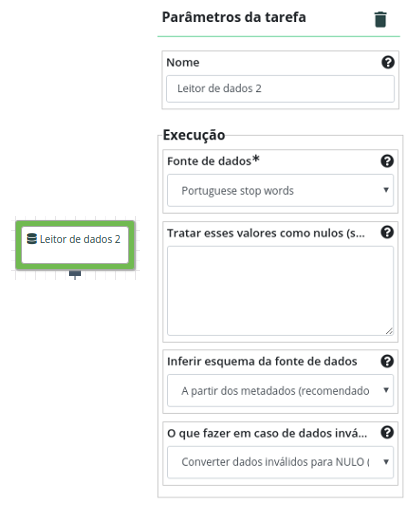 Parâmetros da tarefa
Nome
Leitor de dados 2
Execução
Fonte de dados*
Portuguese stop words
Leitor de dados 2
Tratar esses valores como nulos (s...
Inferir esquema da fonte de dados
A partir dos metadados (recomendado
O que fazer em caso de dados invá...
Converter dados inválidos para NULO (